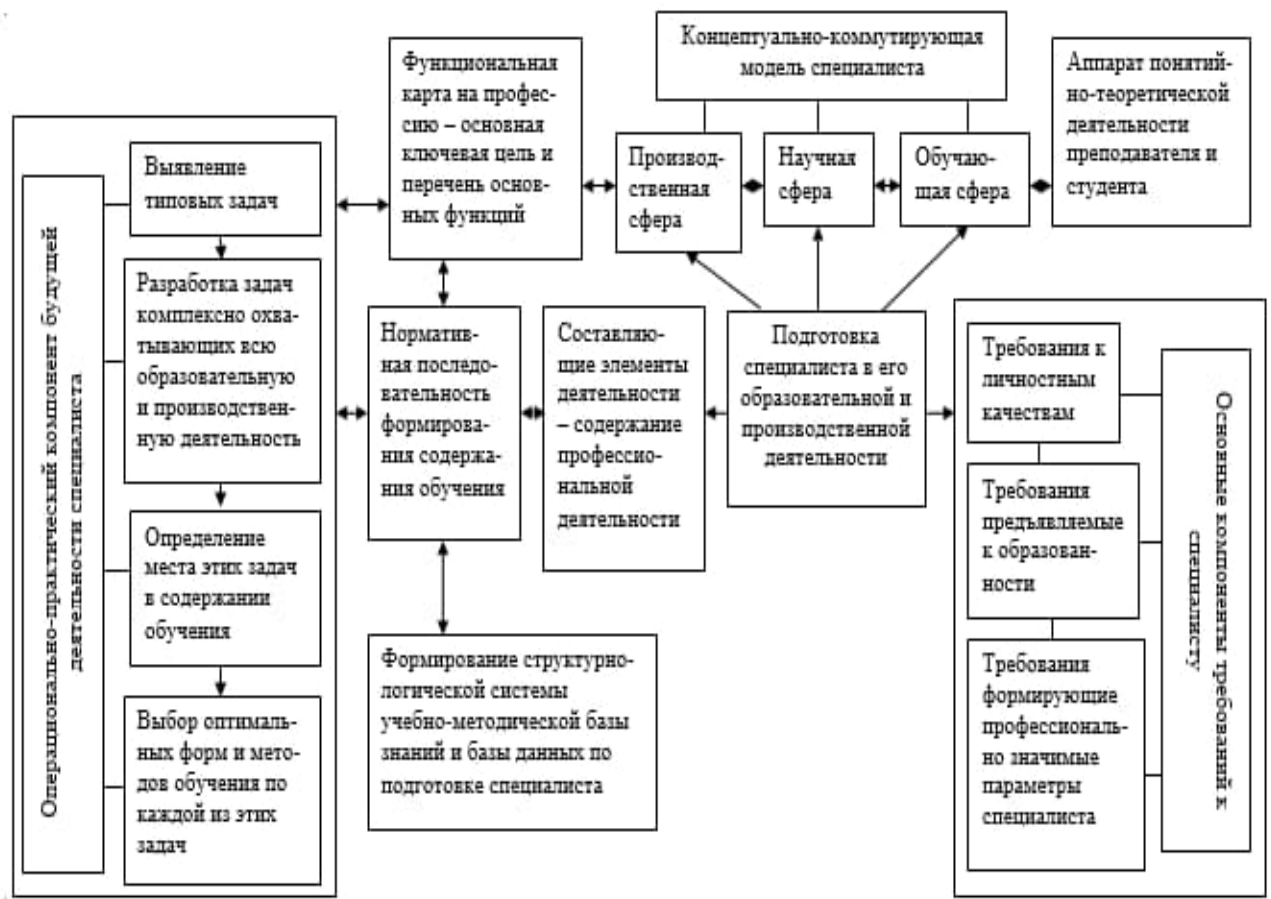 Концептуально-коммутирующая
модель специалиста
Функциональная
карта на профес-
сию – основная
ключевая цель и
перечень основ-
ных функций
Производ-
ственная
сфера
Научная
сфера
Обучаю-
щая сфера
Аппарат понятий-
но-теоретической
деятельности
преподавателя и
студента
Операционально-практический компонент будущей
деятельности специалиста
Выявление
типовых задач
Разработка задач
комплексно охва-
тывающих всю
образовательную
и производствен-
ную деятельность
Определение
места этих задач
в содержании
обучения
Выбор оптималь-
ных форм и мето-
дов обучения по
каждой из этих
задач
Норматив-
ная последо-
вательность
формирова-
ния содержа-
ния обучения
Составляю-
щие элементы
деятельности
– содержание
профессио-
нальной
деятельности
Подготовка
специалиста в его
образовательной и
производственной
деятельности
Формирование структурно-
логической системы
учебно-методической базы
знаний и базы данных по
подготовке специалиста
Требования к
личностным
качествам
Требования
предъявляемые
к образован-
ности
Требования
формирующие
профессиональ-
но значимые
параметры
специалиста
Основные компоненты требований к
специалисту